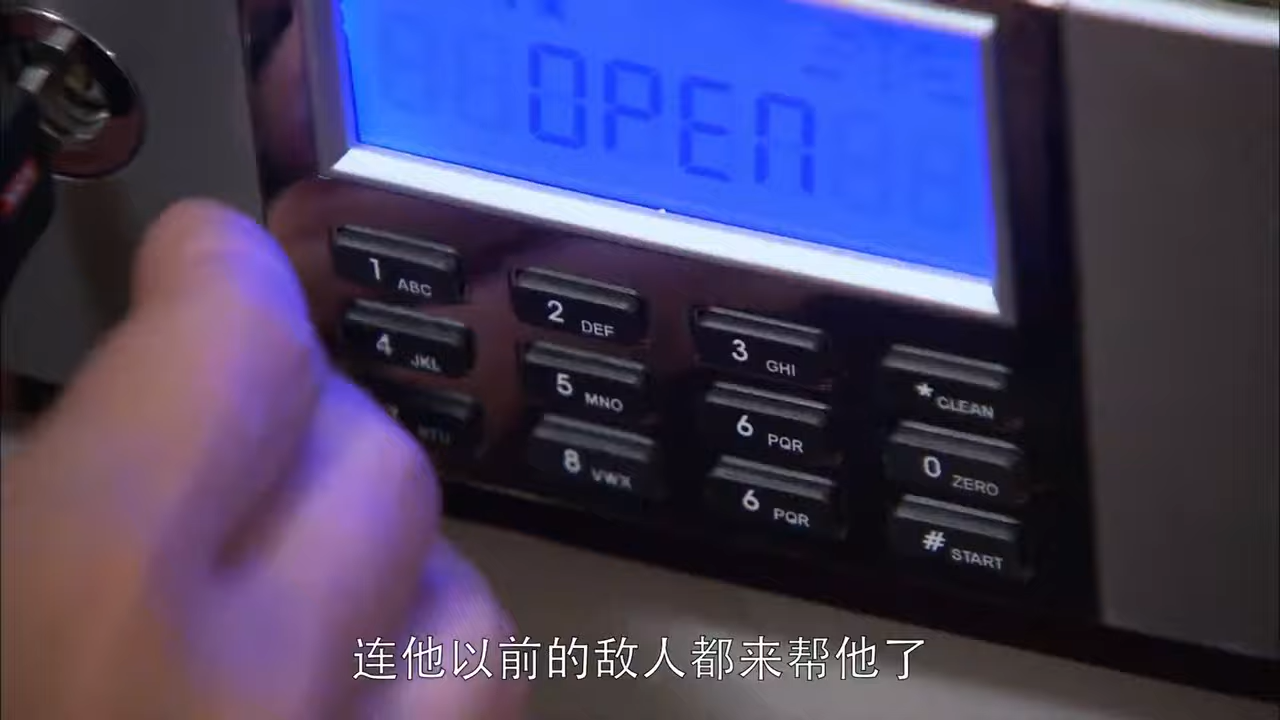 OPEN
1 ABC
2 DEF
3 GHI
* CLEAN
4 JKL
5 MNO
6 PQR
0 ZERO
8 VWX
6 PQR
# START
连他以前的敌人都来帮他了